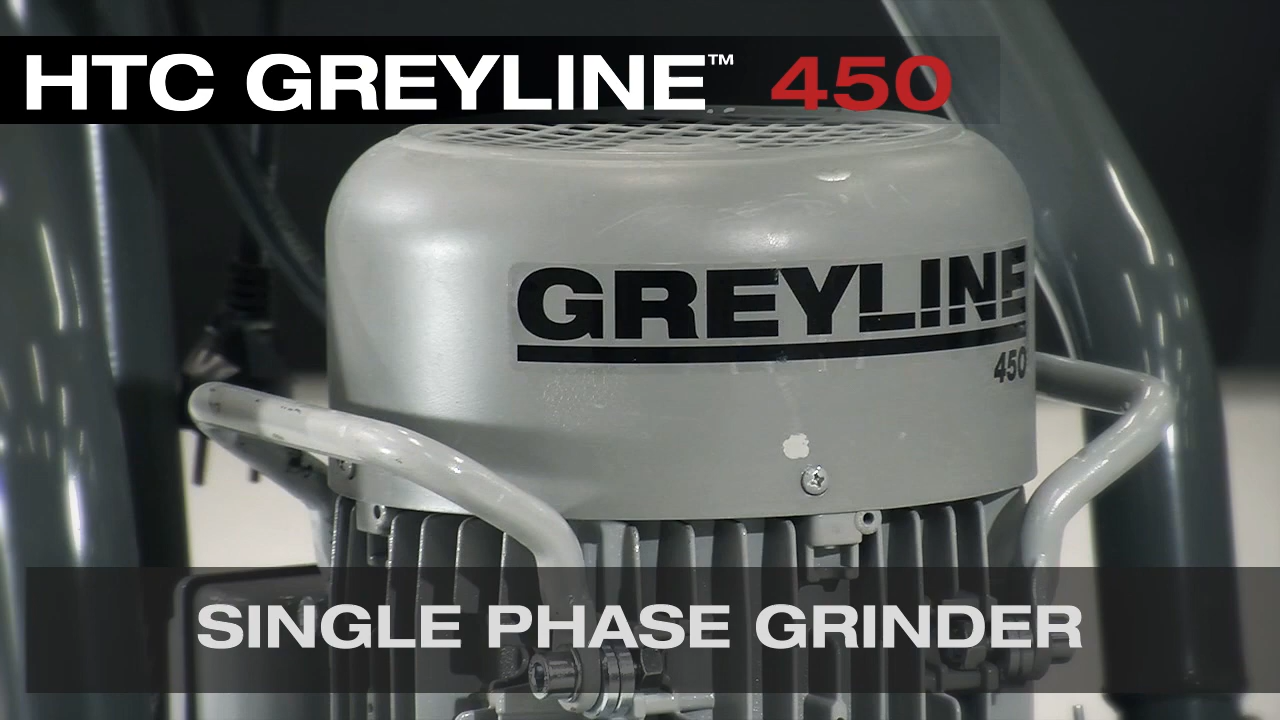 HTC GREYLINE™ 450
GREYLINE
450
SINGLE PHASE GRINDER